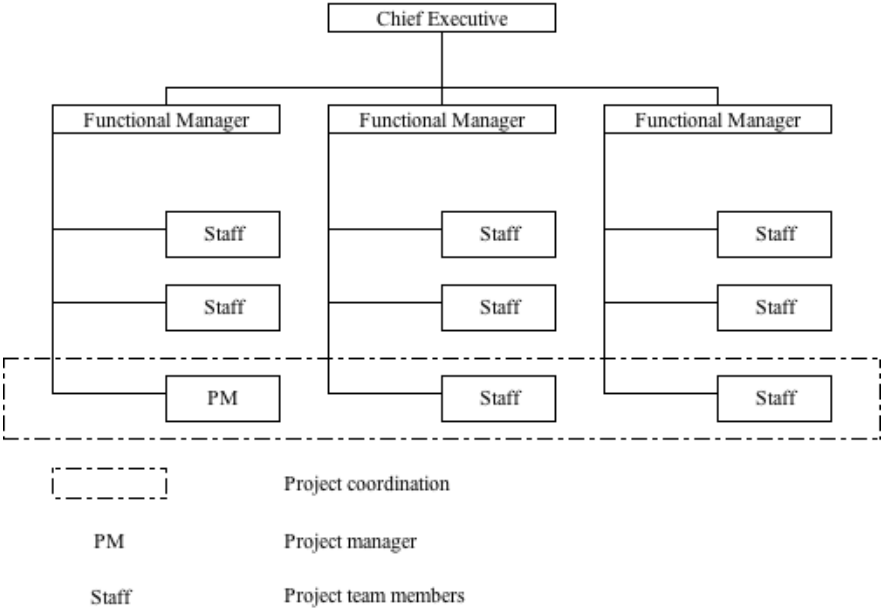 Chief Executive
Functional Manager Functional Manager Functional Manager
Staff Staff Staff
Staff Staff Staff
PM Staff Staff
Project coordination
PM Project manager
Staff Project team members